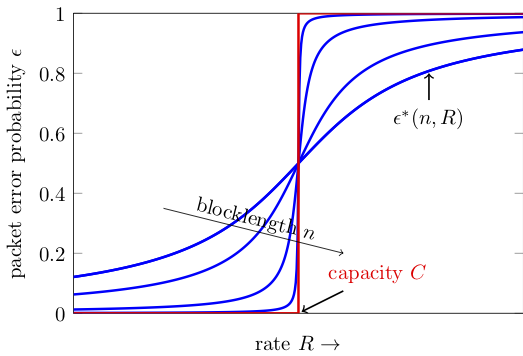 1
0.8
0.6
0.4
0.2
0
packet error probability ϵ
ϵ*(n, R)
blocklength n
capacity C
rate R →